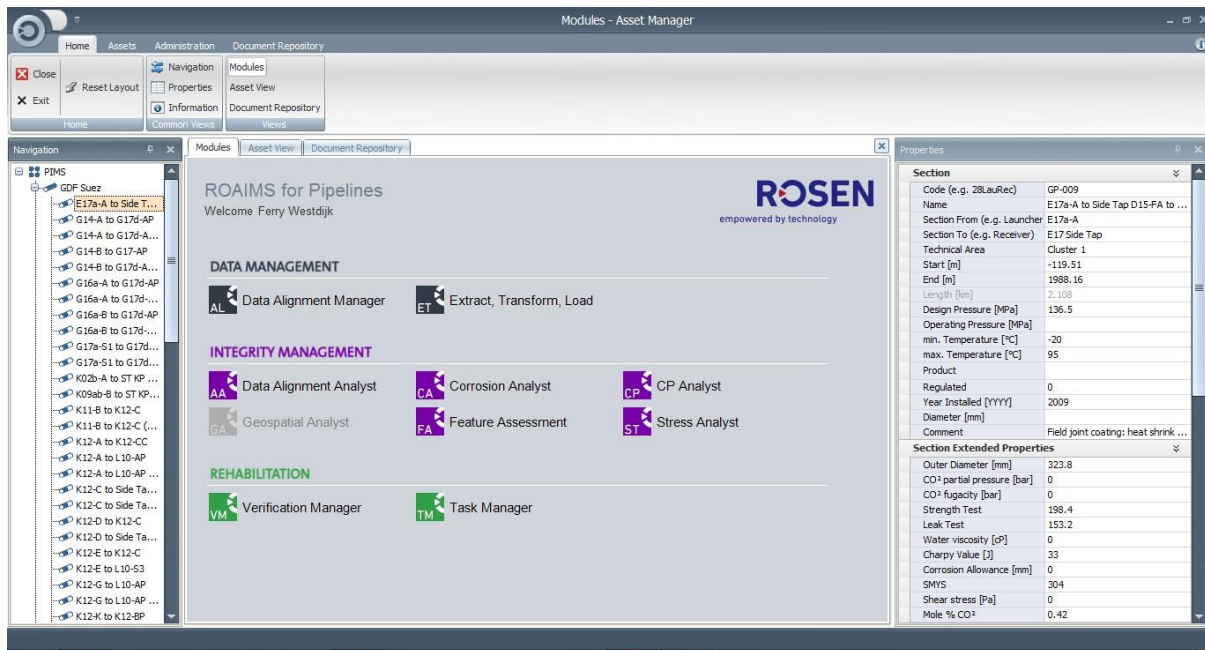 Modules - Asset Manager
Home Assets Administration Document Repository
Close
Exit
Reset Layout
Home
Navigation
Properties
Information
Common Views
Modules
Asset View
Document Repository
Views
Navigation
PIMS
GDF Suez
E17a-A to Side T...
G14-A to G17d-AP
G14-A to G17d-A...
G14-B to G17-AP
G14-B to G17d-A...
G16a-A to G17d-AP
G16a-A to G17d-...
G16a-B to G17d-AP
G16a-B to G17d-...
G17a-S1 to G17d...
G17a-S1 to G17d...
K02b-A to ST KP ...
K09ab-B to ST KP...
K11-B to K12-C
K11-B to K12-C (...
K12-A to K12-CC
K12-A to L10-AP
K12-A to L10-AP ...
K12-C to Side Ta...
K12-C to Side Ta...
K12-D to K12-C
K12-D to Side Ta...
K12-E to K12-C
K12-E to L10-S3
K12-G to L10-AP
K12-G to L10-AP ...
K12-K to K12-BP
Modules Asset View Document Repository
ROAIMS for Pipelines
Welcome Ferry Westdijk
ROSEN
empowered by technology
DATA MANAGEMENT
AL Data Alignment Manager
ET Extract, Transform, Load
INTEGRITY MANAGEMENT
AA Data Alignment Analyst
CA Corrosion Analyst
CP CP Analyst
GA Geospatial Analyst
FA Feature Assessment
ST Stress Analyst
REHABILITATION
VM Verification Manager
TM Task Manager
Properties
Section
Code (e.g. 28LauRec) GP-009
Name E17a-A to Side Tap D15-FA to ...
Section From (e.g. Launcher E17a-A
Section To (e.g. Receiver) E17 Side Tap
Technical Area Cluster 1
Start [m] -119.51
End [m] 1988.16
Length [km] 2.108
Design Pressure [MPa] 136.5
Operating Pressure [MPa]
min. Temperature [°C] -20
max. Temperature [°C] 95
Product
Regulated 0
Year Installed [YYYY] 2009
Diameter [mm]
Comment Field joint coating: heat shrink ...
Section Extended Properties
Outer Diameter [mm] 323.8
CO² partial pressure [bar] 0
CO² fugacity [bar] 0
Strength Test 198.4
Leak Test 153.2
Water viscosity [cP] 0
Charpy Value [J] 33
Corrosion Allowance [mm] 0
SMYS 304
Shear stress [Pa] 0
Mole % CO² 0.42